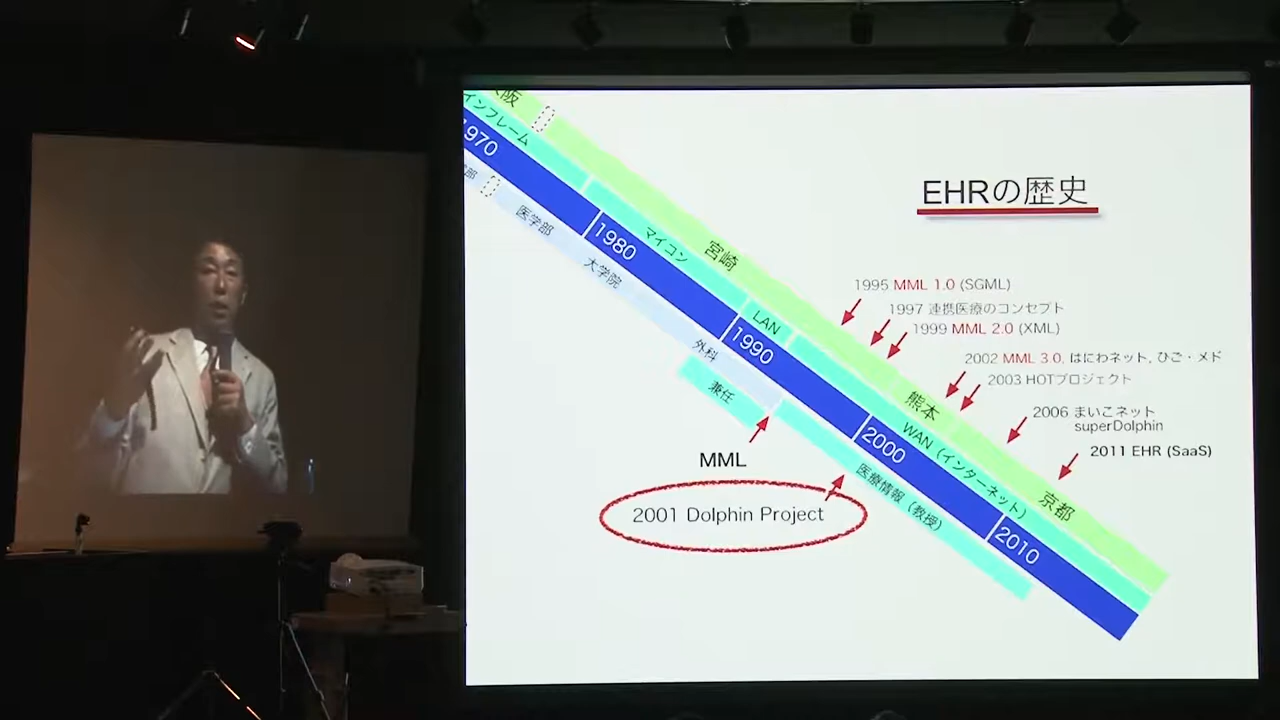 EHRの歴史
阪
インフレーム
マイコン
宮崎
LAN
熊本
WAN（インターネット）
京都
970
1980
1990
2000
2010
部
医学部
大学院
外科
兼任
医療情報（教授）
1995 MML 1.0 (SGML)
1997 連携医療のコンセプト
1999 MML 2.0 (XML)
2002 MML 3.0, はにわネット, ひご・メド
2003 HOTプロジェクト
2006 まいこネット
superDolphin
2011 EHR (SaaS)
MML
2001 Dolphin Project